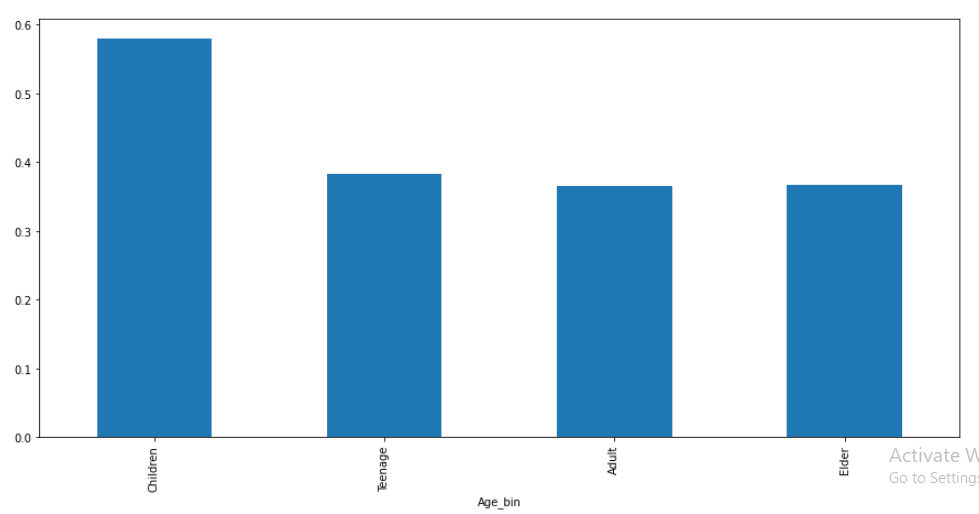 0.6
0.5
0.4
0.3
0.2
0.1
0.0
Children
Teenage
Adult
Elder
Age_bin
Activate W
Go to Settings